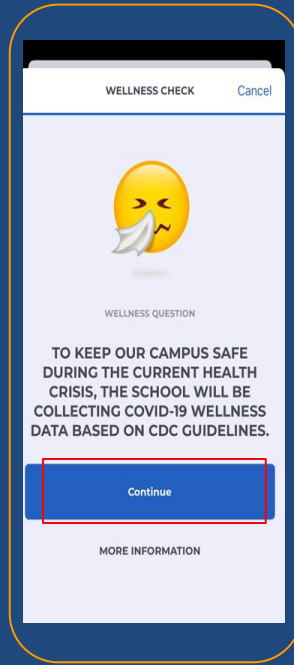 WELLNESS CHECK
Cancel
WELLNESS QUESTION
TO KEEP OUR CAMPUS SAFE
DURING THE CURRENT HEALTH
CRISIS, THE SCHOOL WILL BE
COLLECTING COVID-19 WELLNESS
DATA BASED ON CDC GUIDELINES.
Continue
MORE INFORMATION